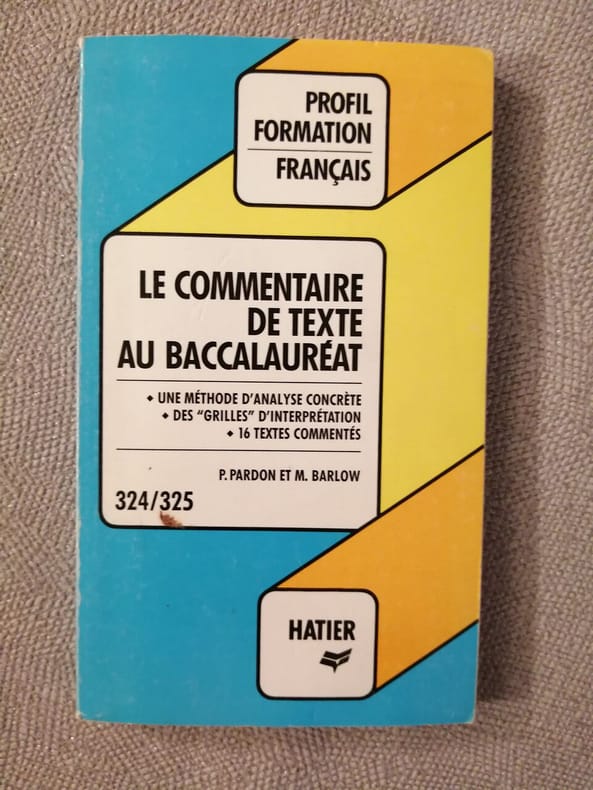 PROFIL
FORMATION
FRANÇAIS
LE COMMENTAIRE
DE TEXTE
AU BACCALAURÉAT
◆ UNE MÉTHODE D'ANALYSE CONCRÈTE
◆ DES "GRILLES" D'INTERPRÉTATION
◆ 16 TEXTES COMMENTÉS
P. PARDON ET M. BARLOW
324/325
HATIER